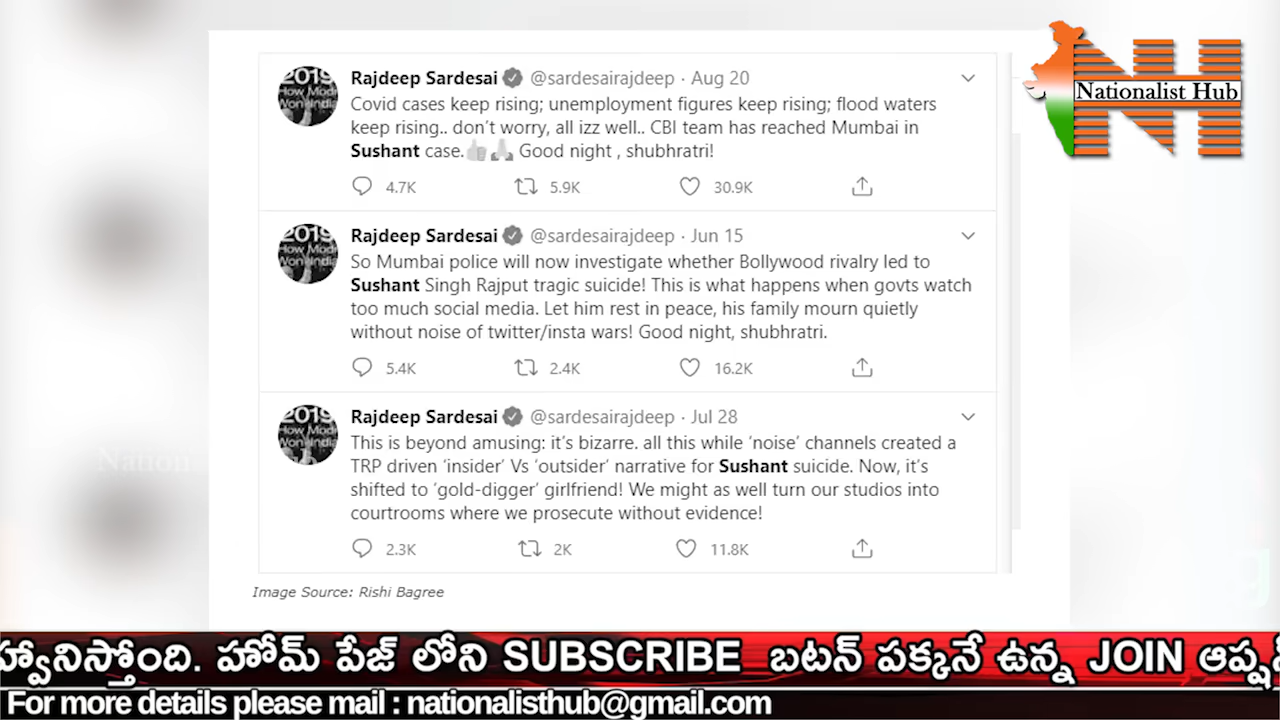 Nationalist Hub
Rajdeep Sardesai @sardesairajdeep · Aug 20
Covid cases keep rising; unemployment figures keep rising; flood waters
keep rising.. don't worry, all izz well.. CBI team has reached Mumbai in
Sushant case.👍🙏 Good night , shubhratri!
4.7K 5.9K 30.9K
Rajdeep Sardesai @sardesairajdeep · Jun 15
So Mumbai police will now investigate whether Bollywood rivalry led to
Sushant Singh Rajput tragic suicide! This is what happens when govts watch
too much social media. Let him rest in peace, his family mourn quietly
without noise of twitter/insta wars! Good night, shubhratri.
5.4K 2.4K 16.2K
Rajdeep Sardesai @sardesairajdeep · Jul 28
This is beyond amusing: it's bizarre. all this while 'noise' channels created a
TRP driven 'insider' Vs 'outsider' narrative for Sushant suicide. Now, it's
shifted to 'gold-digger' girlfriend! We might as well turn our studios into
courtrooms where we prosecute without evidence!
2.3K 2K 11.8K
Image Source: Rishi Bagree
హ్వానిస్తోంది. హోమ్ పేజ్ లోని SUBSCRIBE బటన్ పక్కనే ఉన్న JOIN
For more details please mail : nationalisthub@gmail.com